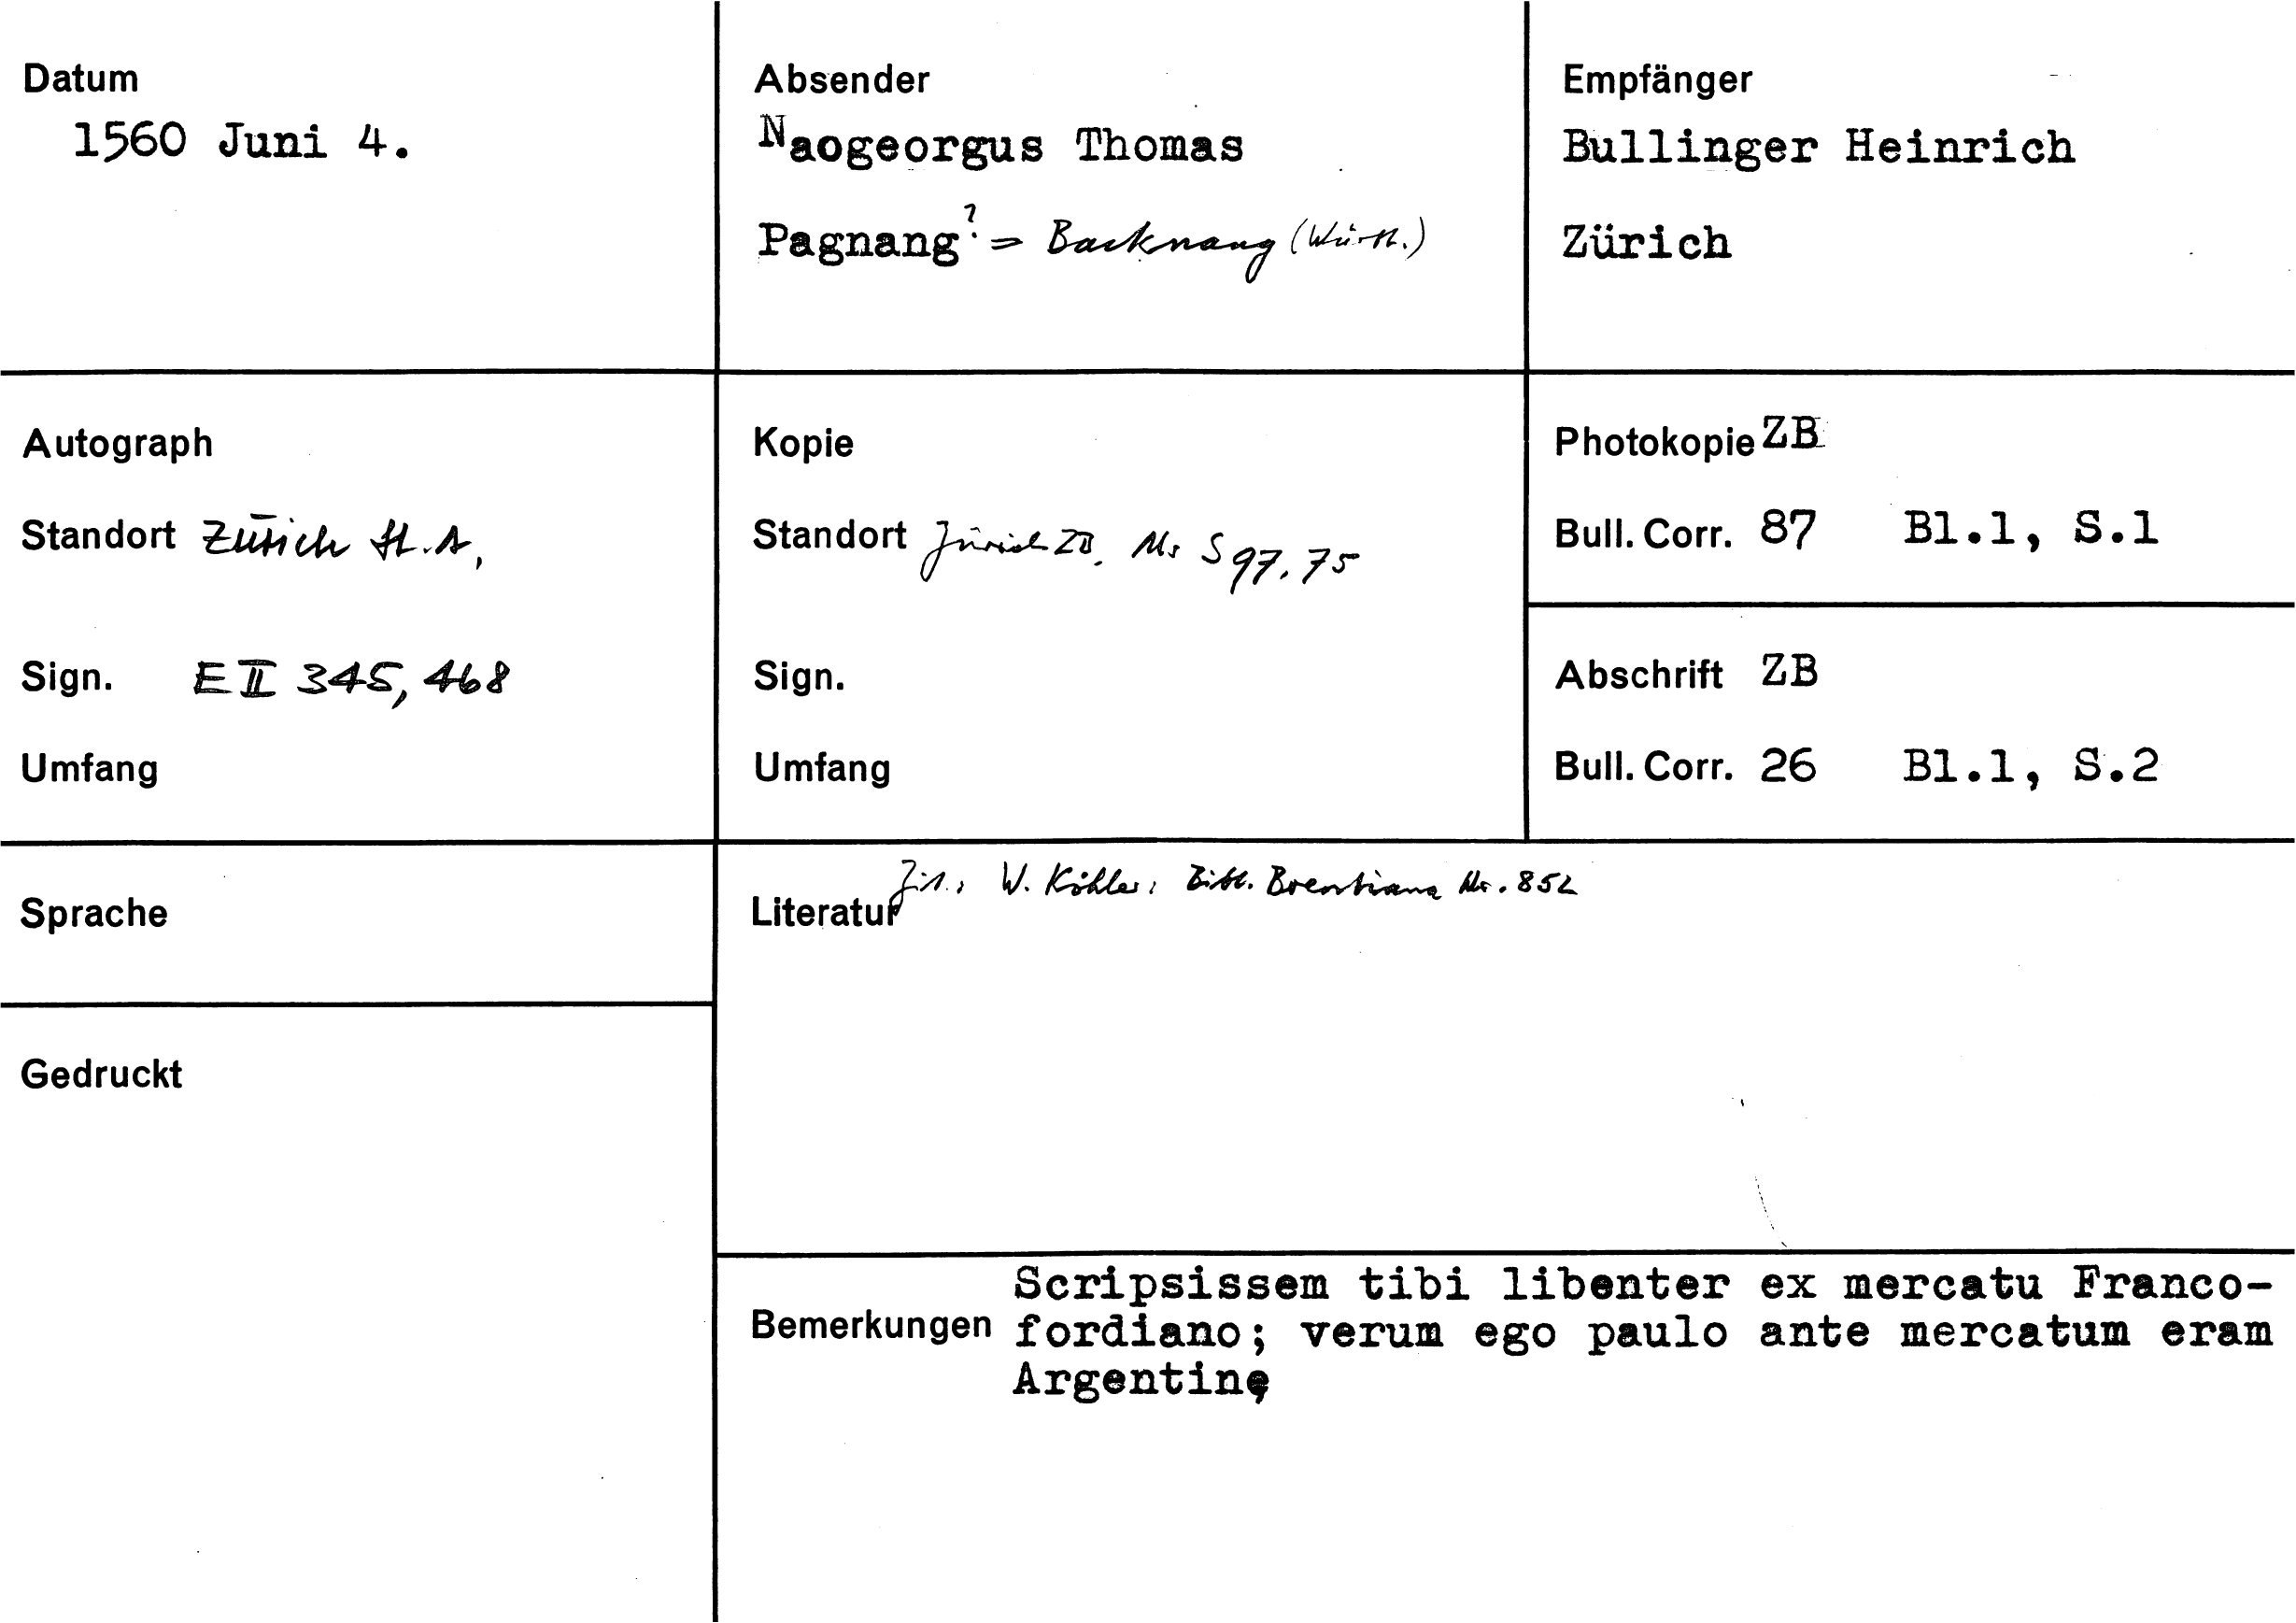 Datum
1560 Juni 4.
Absender
Naogeorgus Thomas
Pagnang ? = Backnang (Württ.)
Empfänger
Bullinger Heinrich
Zürich
Autograph
Standort Zürich St.A,
Sign. E II 345, 468
Umfang
Kopie
Standort Zürich ZB. Ms S 97, 75
Sign.
Umfang
Photokopie ZB
Bull. Corr. 87 Bl.1, S.1
Abschrift ZB
Bull. Corr. 26 Bl.1, S.2
Sprache
Gedruckt
Zit.: W. Köhler: Bibl. Brentiana Nr. 852
Literatur
Scripsissem tibi libenter ex mercatu Franco-
Bemerkungen fordiano; verum ego paulo ante mercatum eram
Argentinę